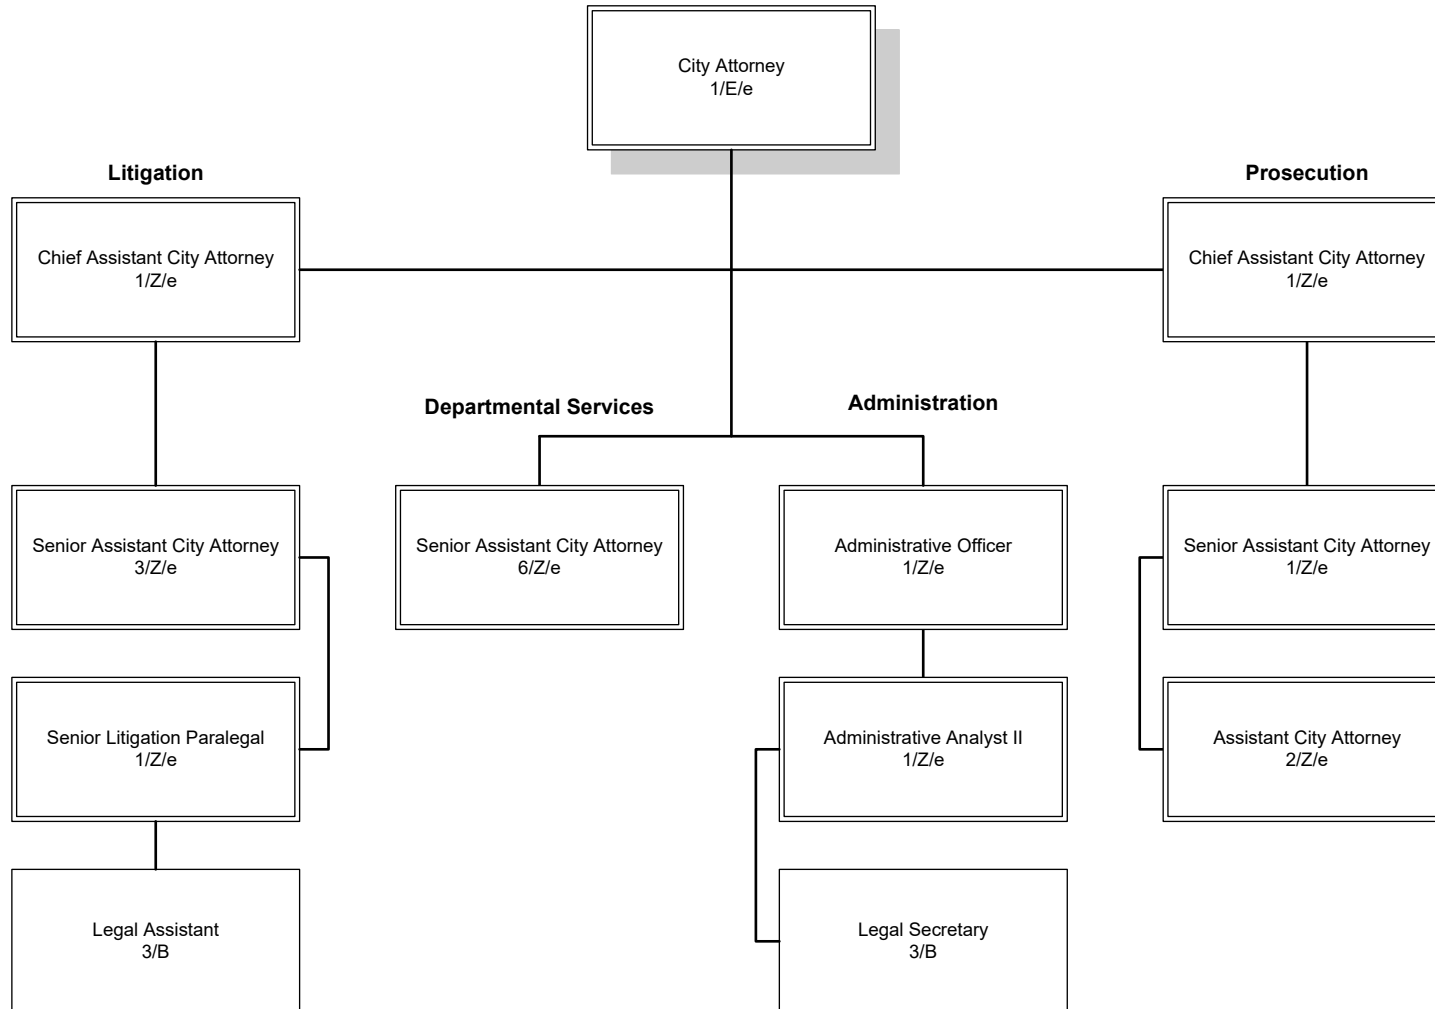 City Attorney
1/E/e
Litigation
Prosecution
Chief Assistant City Attorney
1/Z/e
Chief Assistant City Attorney
1/Z/e
Departmental Services
Administration
Senior Assistant City Attorney
3/Z/e
Senior Assistant City Attorney
6/Z/e
Administrative Officer
1/Z/e
Senior Assistant City Attorney
1/Z/e
Senior Litigation Paralegal
1/Z/e
Administrative Analyst II
1/Z/e
Assistant City Attorney
2/Z/e
Legal Assistant
3/B
Legal Secretary
3/B